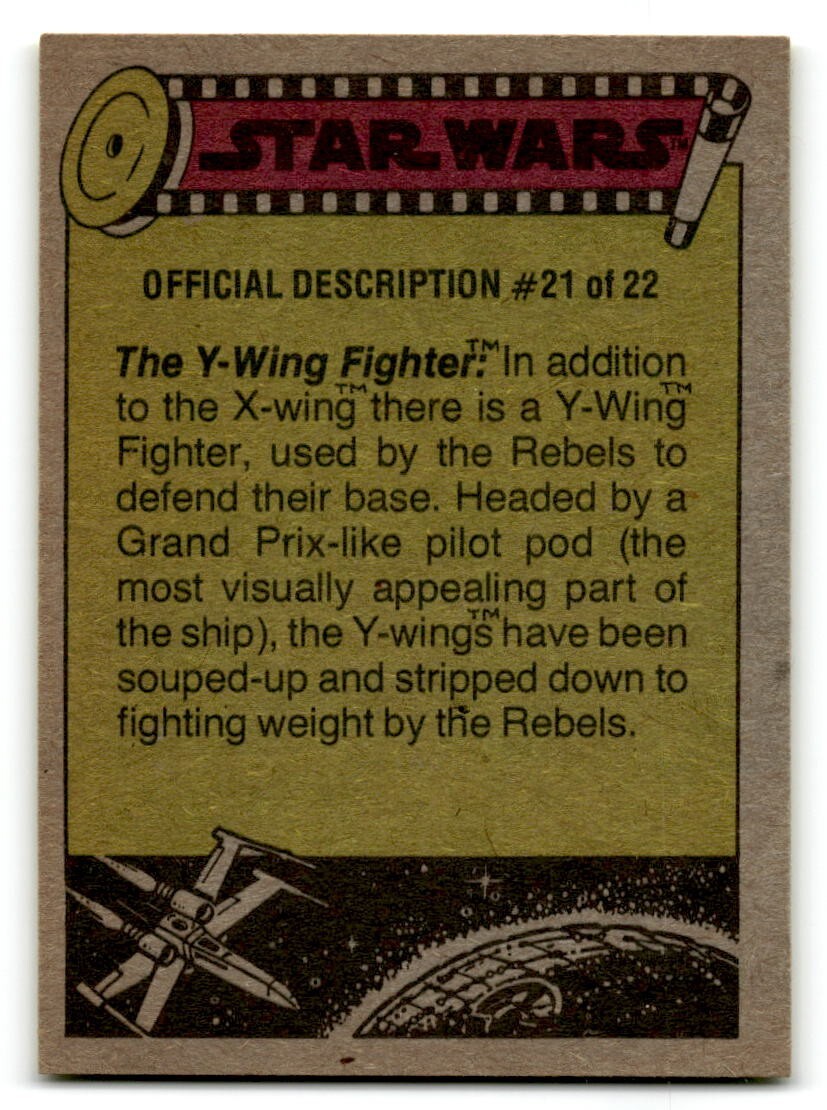 STAR WARS™
OFFICIAL DESCRIPTION #21 of 22
The Y-Wing Fighter:™ In addition
to the X-wing™ there is a Y-Wing™
Fighter, used by the Rebels to
defend their base. Headed by a
Grand Prix-like pilot pod (the
most visually appealing part of
the ship), the Y-wings™ have been
souped-up and stripped down to
fighting weight by the Rebels.